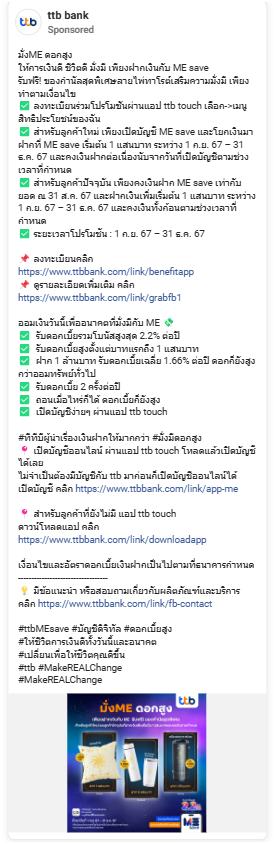 ttb bank
Sponsored
มั่งME ดอกสูง
ให้การเงินดี ชีวิตดี มั่งมี เพียงฝากเงินกับ ME save
รับฟรี! ของกำนัลสุดพิเศษลายไพ่ทาโรต์เสริมความมั่งมี เพียง
ทำตามเงื่อนไข
✅ ลงทะเบียนร่วมโปรโมชันผ่านแอป ttb touch เลือก->เมนู
สิทธิประโยชน์ของฉัน
✅ สำหรับลูกค้าใหม่ เพียงเปิดบัญชี ME save และโอนเงินมา
ฝากที่ ME save เริ่มต้น 1 แสนบาท ระหว่าง 1 ก.ย. 67 – 31
ธ.ค. 67 และคงเงินฝากต่อเนื่องนับจากวันที่เปิดบัญชีตามช่วง
เวลาที่กำหนด
✅ สำหรับลูกค้าปัจจุบัน เพียงคงเงินฝาก ME save เท่ากับ
ยอด ณ 31 ส.ค. 67 และฝากเงินเพิ่มเริ่มต้น 1 แสนบาท ระหว่าง
1 ก.ย. 67 – 31 ธ.ค. 67 และคงเงินทั้งก้อนตามช่วงเวลาที่
กำหนด
✅ ระยะเวลาโปรโมชัน : 1 ก.ย. 67 – 31 ธ.ค. 67
📌 ลงทะเบียนคลิก
https://www.ttbbank.com/link/benefitapp
📌 ดูรายละเอียดเพิ่มเติม คลิก
https://www.ttbbank.com/link/grabfb1
ออมเงินวันนี้เพื่ออนาคตที่มั่งมีกับ ME 💸
✅ รับดอกเบี้ยรวมโบนัสสูงสุด 2.2% ต่อปี
✅ รับดอกเบี้ยสูงตั้งแต่บาทแรกถึง 1 แสนบาท
✅ ฝาก 1 ล้านบาท รับดอกเบี้ยเฉลี่ย 1.66% ต่อปี ดอกก็ยังสูง
กว่าออมทรัพย์ทั่วไป
✅ รับดอกเบี้ย 2 ครั้งต่อปี
✅ ถอนเมื่อไหร่ก็ได้ ดอกเบี้ยก็ยังสูง
✅ เปิดบัญชีง่ายๆ ผ่านแอป ttb touch
#ทีทีบีผู้นำเรื่องเงินฝากให้มากกว่า #มั่งมีดอกสูง
📍 เปิดบัญชีออนไลน์ ผ่านแอป ttb touch โหลดแล้วเปิดบัญชี
ได้เลย
ไม่จำเป็นต้องมีบัญชีกับ ttb มาก่อนก็เปิดบัญชีออนไลน์ได้
เปิดบัญชี คลิก https://www.ttbbank.com/link/app-me
📍 สำหรับลูกค้าที่ยังไม่มี แอป ttb touch
ดาวน์โหลดแอป คลิก
https://www.ttbbank.com/link/downloadapp
เงื่อนไขและอัตราดอกเบี้ยเงินฝากเป็นไปตามที่ธนาคารกำหนด
----------------------------------
💡 มีข้อแนะนำ หรือสอบถามเกี่ยวกับผลิตภัณฑ์และบริการ
คลิก https://www.ttbbank.com/link/fb-contact
#ttbMEsave #บัญชีดิจิทัล #ดอกเบี้ยสูง
#ให้ชีวิตการเงินดีทั้งวันนี้และอนาคต
#เปลี่ยนเพื่อให้ชีวิตคุณดีขึ้น
#ttb #MakeREALChange
#MakeREALChange
มั่งME ดอกสูง
ttb
ME